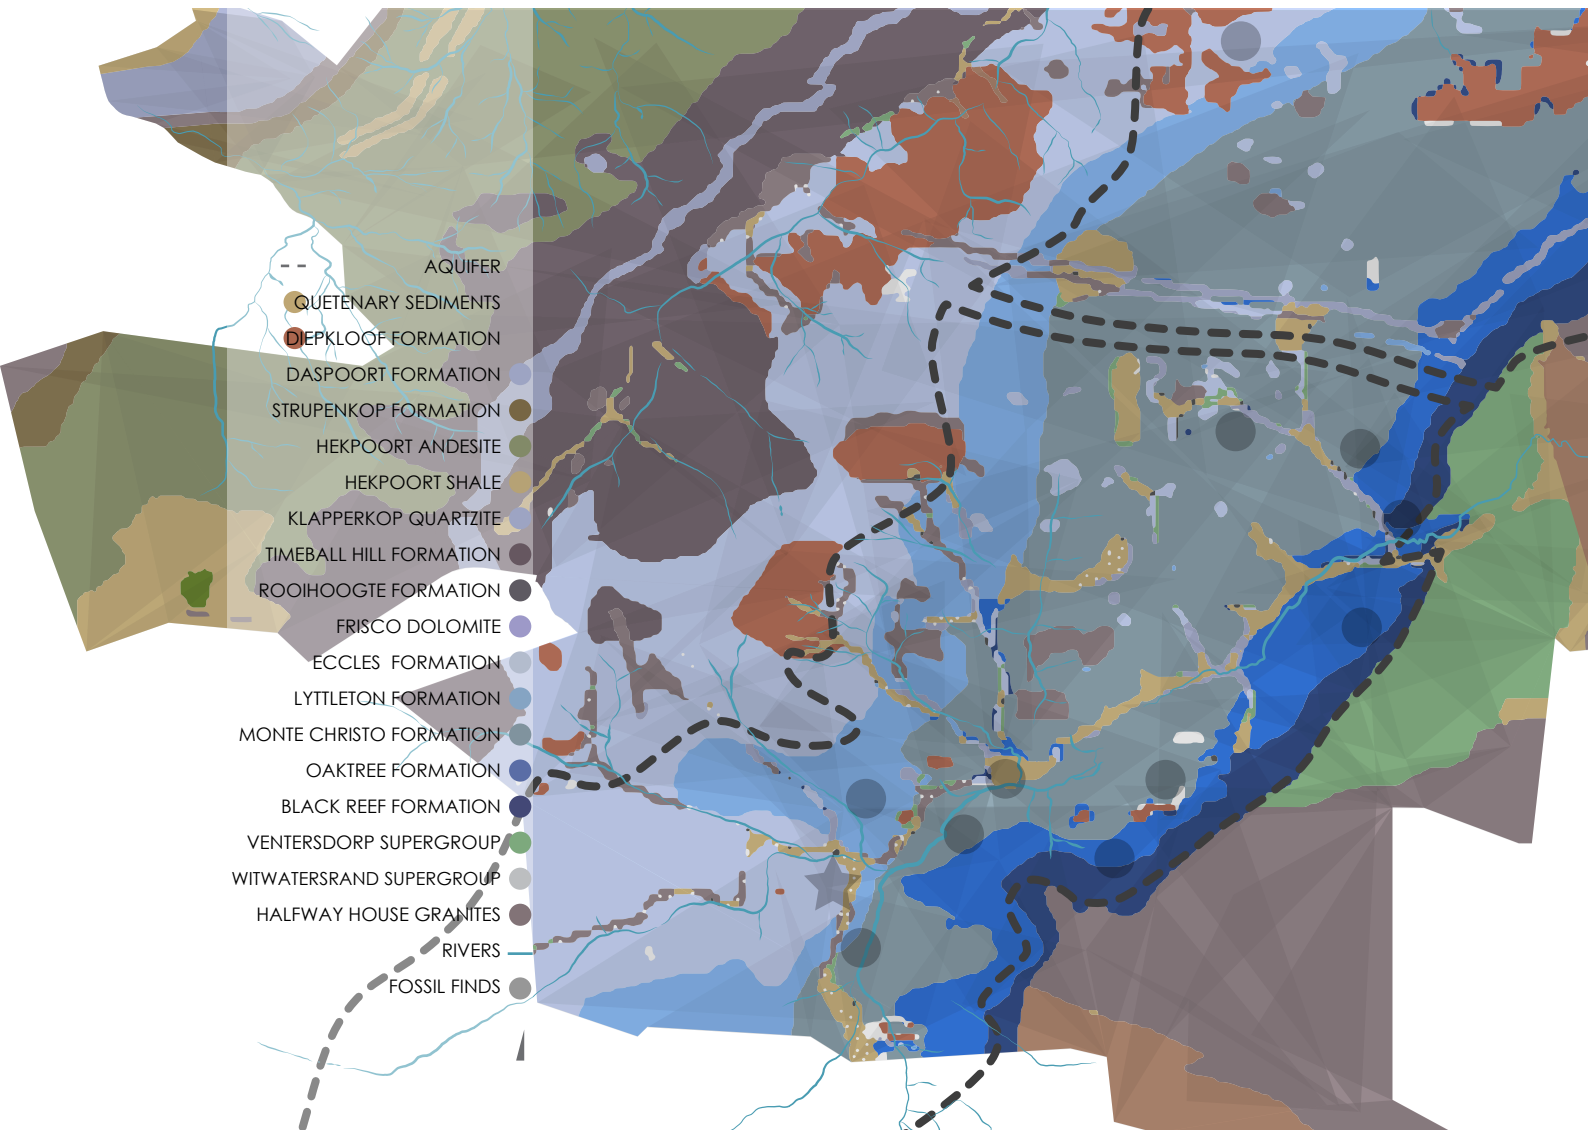 AQUIFER
QUETENARY SEDIMENTS
DIEPKLOOF FORMATION
DASPOORT FORMATION
STRUPENKOP FORMATION
HEKPOORT ANDESITE
HEKPOORT SHALE
KLAPPERKOP QUARTZITE
TIMEBALL HILL FORMATION
ROOIHOOGTE FORMATION
FRISCO DOLOMITE
ECCLES FORMATION
LYTTLETON FORMATION
MONTE CHRISTO FORMATION
OAKTREE FORMATION
BLACK REEF FORMATION
VENTERSDORP SUPERGROUP
WITWATERSRAND SUPERGROUP
HALFWAY HOUSE GRANITES
RIVERS
FOSSIL FINDS